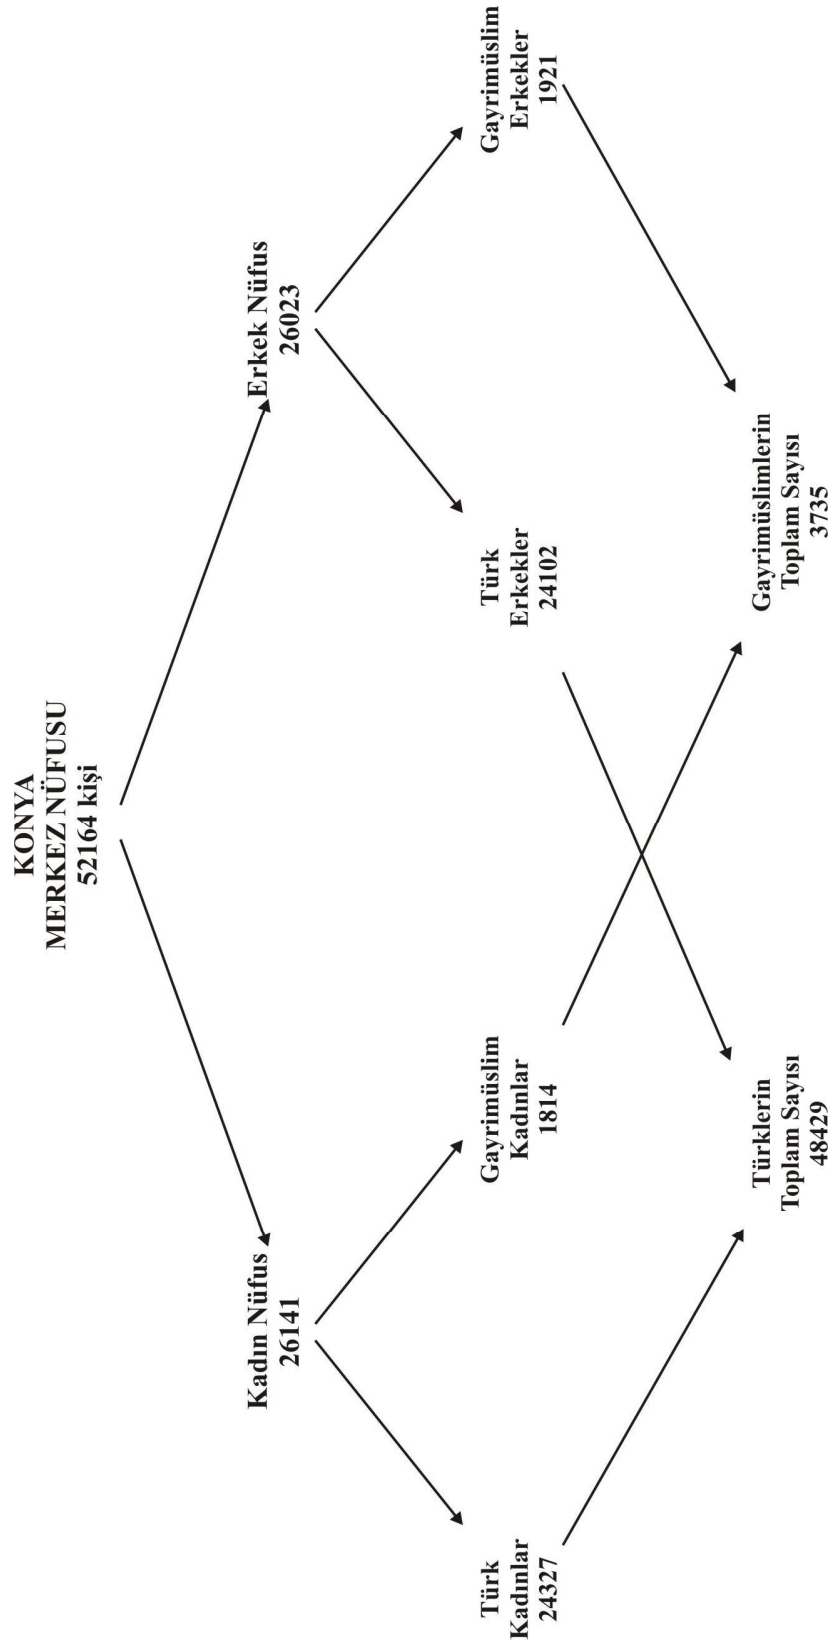 KONYA
MERKEZ NÜFUSU
52164 kişi
Kadın Nüfus
26141
Erkek Nüfus
26023
Türk
Kadınlar
24327
Gayrimüslim
Kadınlar
1814
Türk
Erkekler
24102
Gayrimüslim
Erkekler
1921
Türklerin
Toplam Sayısı
48429
Gayrimüslimlerin
Toplam Sayısı
3735